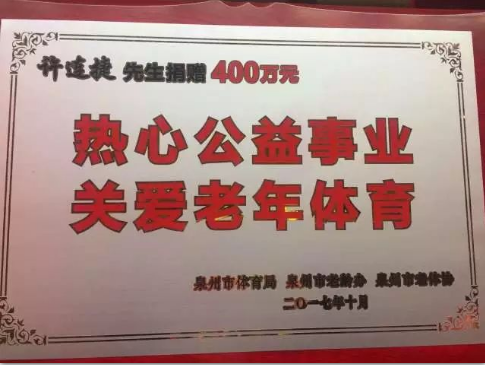 许连捷 先生捐赠 400万元
热心公益事业
关爱老年体育
泉州市体育局 泉州市老龄办 泉州市老体协
二〇一七年十月